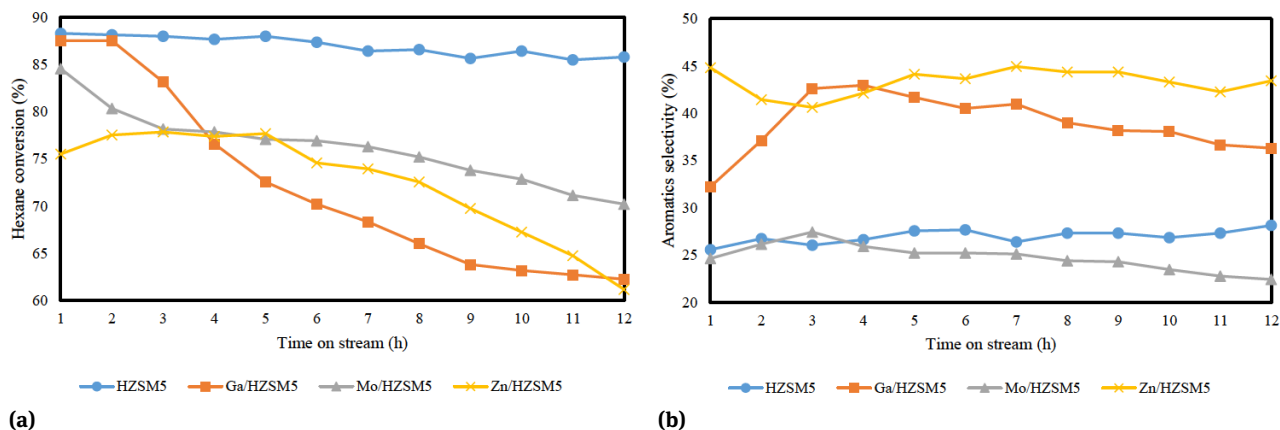 Hexane conversion (%)
90
85
80
75
70
65
60
1 2 3 4 5 6 7 8 9 10 11 12
Time on stream (h)
HZSM5 Ga/HZSM5 Mo/HZSM5 Zn/HZSM5
(a)
Aromatics selectivity (%)
50
45
40
35
30
25
20
1 2 3 4 5 6 7 8 9 10 11 12
Time on stream (h)
HZSM5 Ga/HZSM5 Mo/HZSM5 Zn/HZSM5
(b)